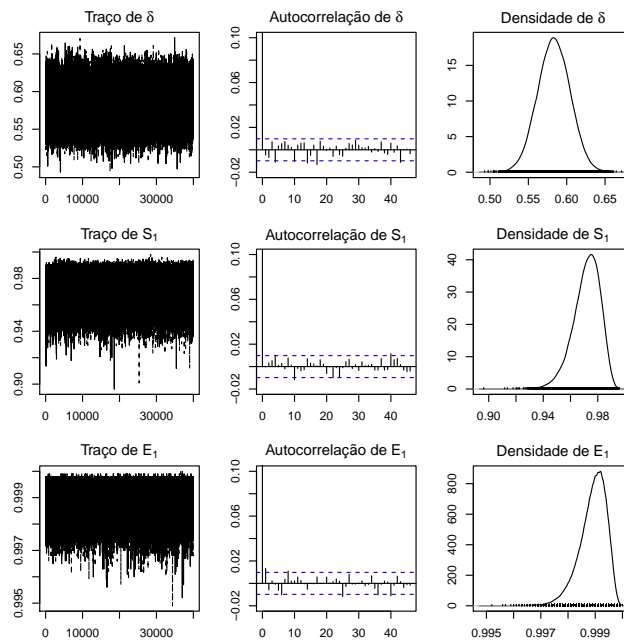 Traço de δ
Autocorrelação de δ
Densidade de δ
0.50 0.55 0.60 0.65
0 10000 30000
−0.02 0.02 0.06 0.10
0 10 20 30 40
0 5 10 15
0.50 0.55 0.60 0.65
Traço de S1
Autocorrelação de S1
Densidade de S1
0.90 0.94 0.98
0 10000 30000
−0.02 0.02 0.06 0.10
0 10 20 30 40
0 10 20 30 40
0.90 0.94 0.98
Traço de E1
Autocorrelação de E1
Densidade de E1
0.995 0.997 0.999
0 10000 30000
−0.02 0.02 0.06 0.10
0 10 20 30 40
0 200 400 600 800
0.995 0.997 0.999